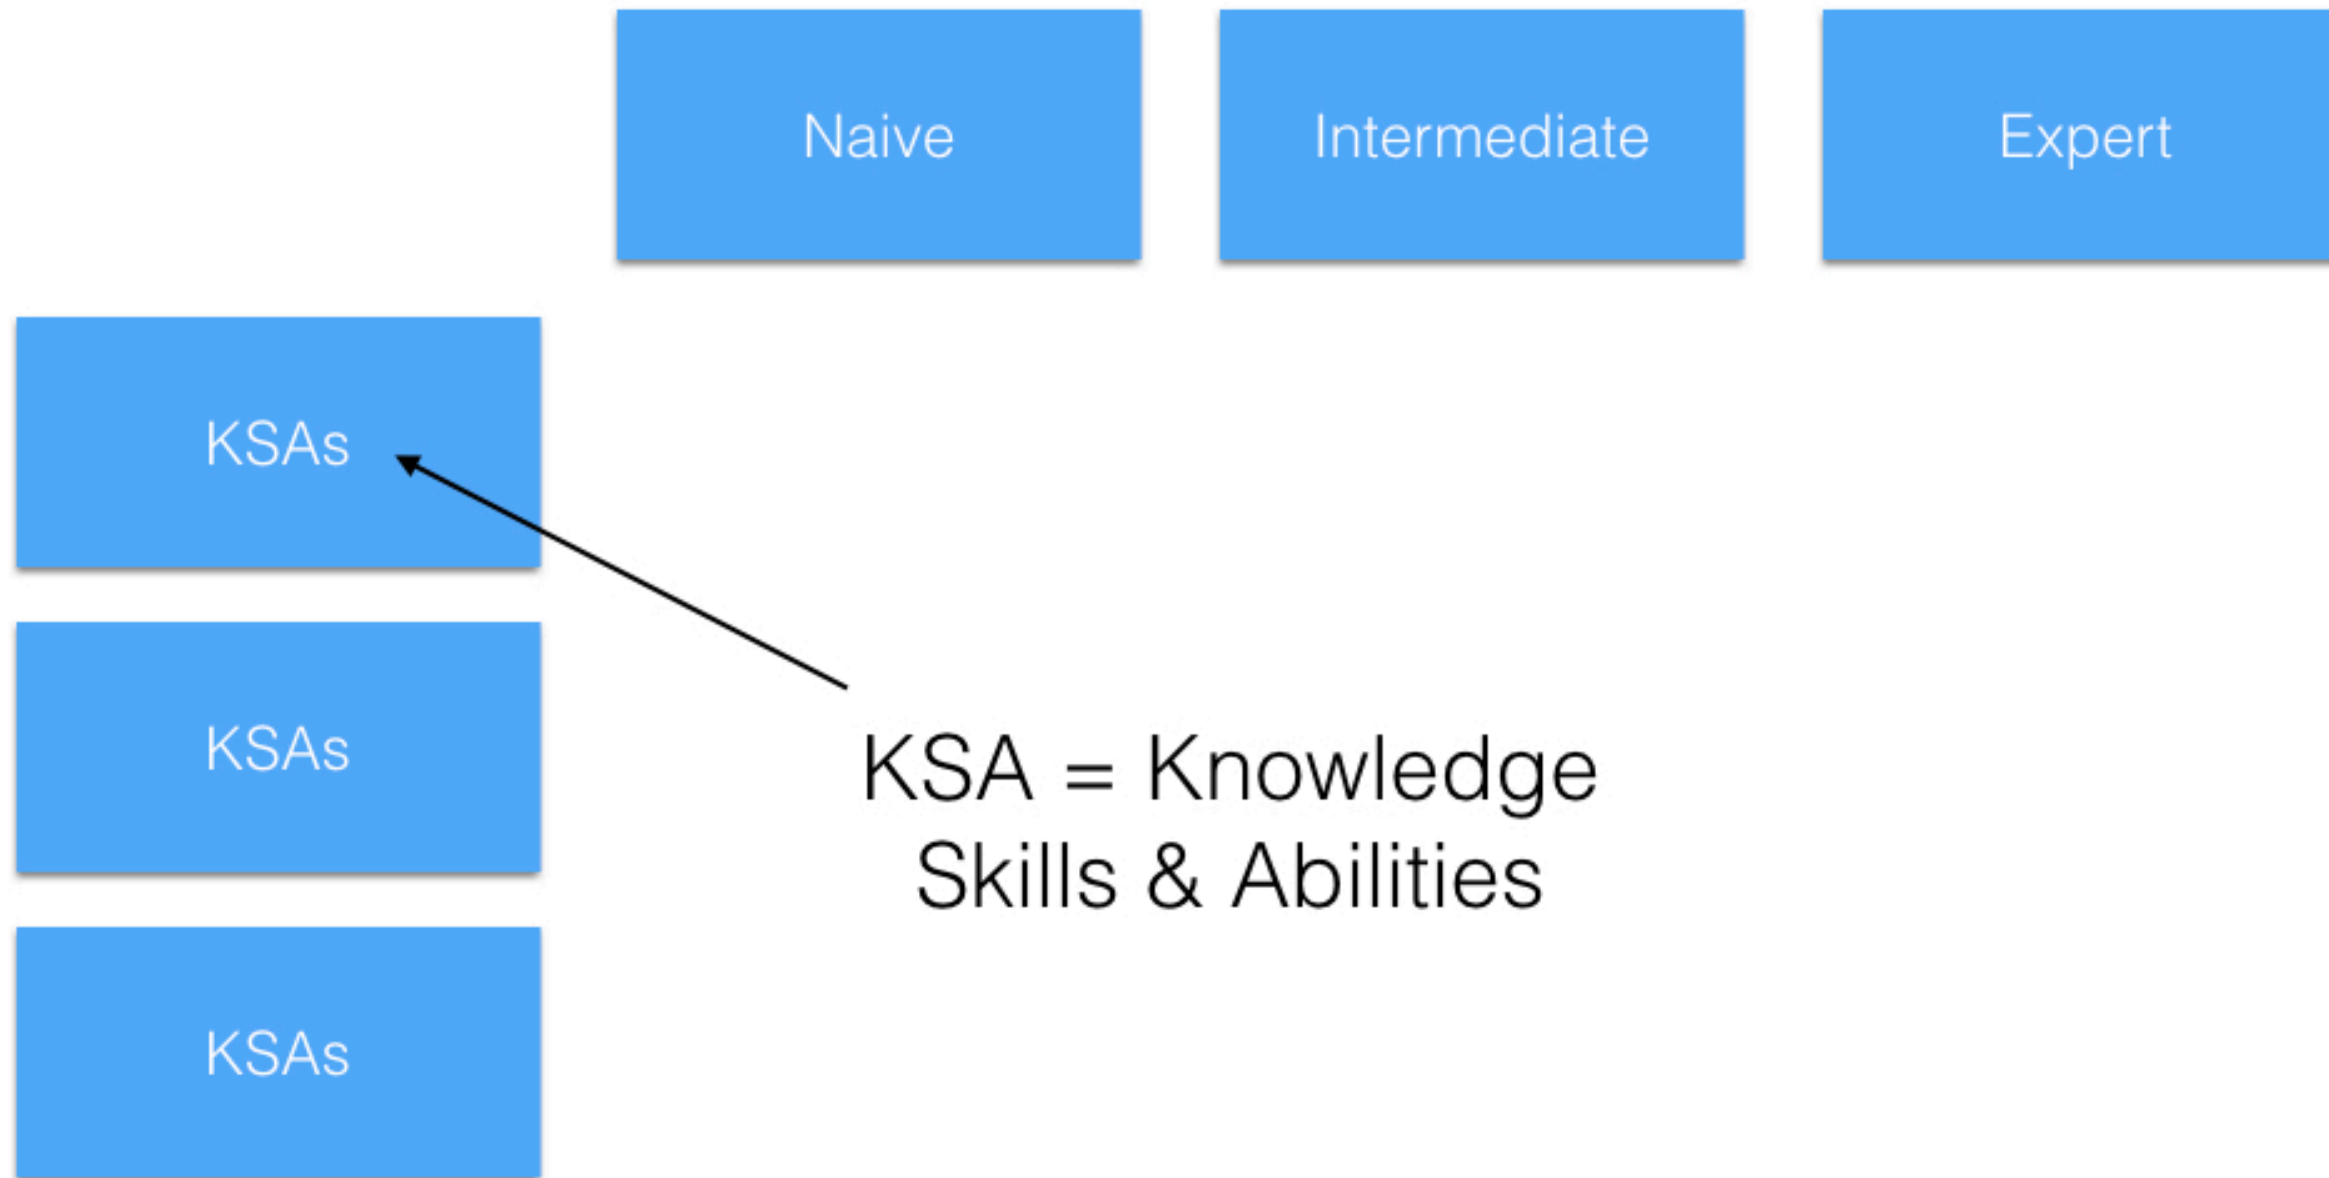 Naive
Intermediate
Expert
KSAs
KSAs
KSAs
KSA = Knowledge
Skills & Abilities